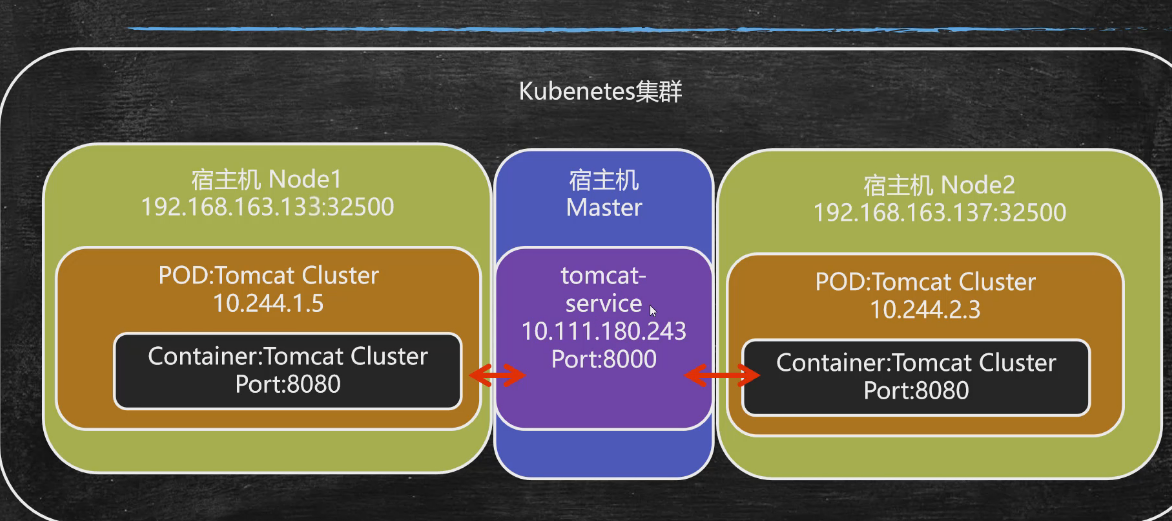 Kubenetes集群
宿主机 Node1
192.168.163.133:32500
POD:Tomcat Cluster
10.244.1.5
Container:Tomcat Cluster
Port:8080
宿主机
Master
tomcat-
service
10.111.180.243
Port:8000
宿主机 Node2
192.168.163.137:32500
POD:Tomcat Cluster
10.244.2.3
Container:Tomcat Cluster
Port:8080